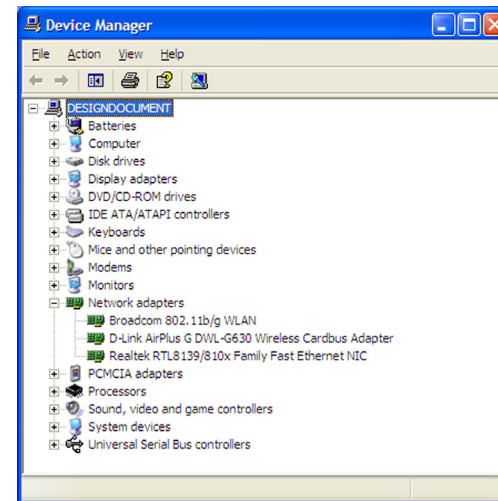 Device Manager
File Action View Help
DESIGNDOCUMENT
Batteries
Computer
Disk drives
Display adapters
DVD/CD-ROM drives
IDE ATA/ATAPI controllers
Keyboards
Mice and other pointing devices
Modems
Monitors
Network adapters
Broadcom 802.11b/g WLAN
D-Link AirPlus G DWL-G630 Wireless Cardbus Adapter
Realtek RTL8139/810x Family Fast Ethernet NIC
PCMCIA adapters
Processors
Sound, video and game controllers
System devices
Universal Serial Bus controllers